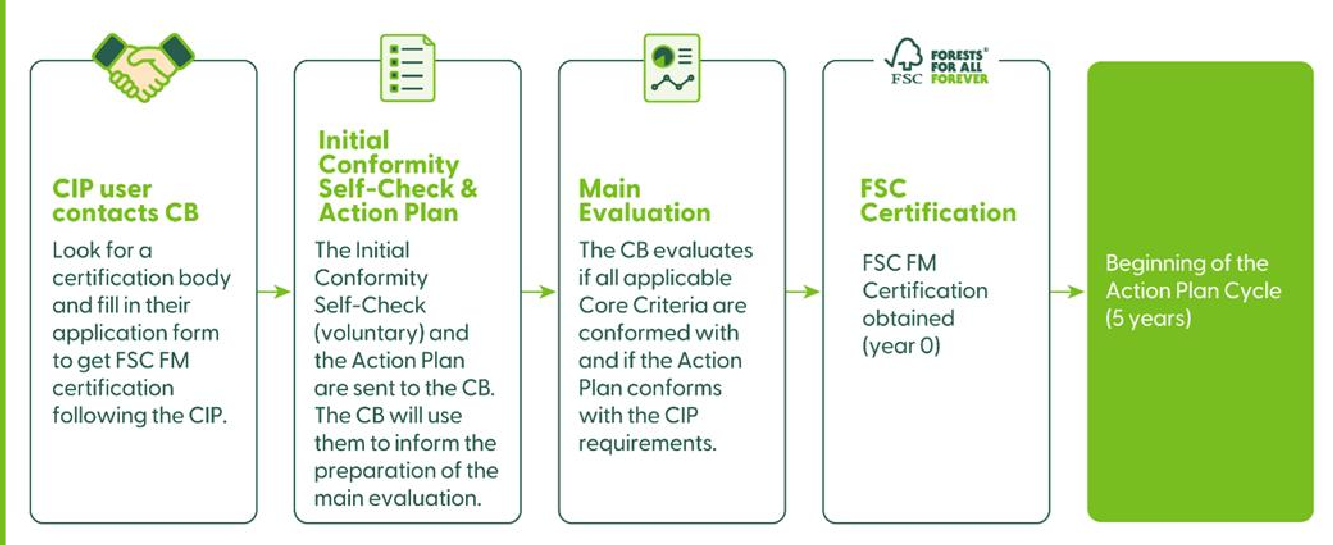 CIP user
contacts CB
Look for a
certification body
and fill in their
application form
to get FSC FM
certification
following the CIP.
Initial
Conformity
Self-Check &
Action Plan
The Initial
Conformity
Self-Check
(voluntary) and
the Action Plan
are sent to the CB.
The CB will use
them to inform the
preparation of the
main evaluation.
Main
Evaluation
The CB evaluates
if all applicable
Core Criteria are
conformed with
and if the Action
Plan conforms
with the CIP
requirements.
FSC
FORESTS®
FOR ALL
FOREVER
FSC
Certification
FSC FM
Certification
obtained
(year 0)
Beginning of the
Action Plan Cycle
(5 years)